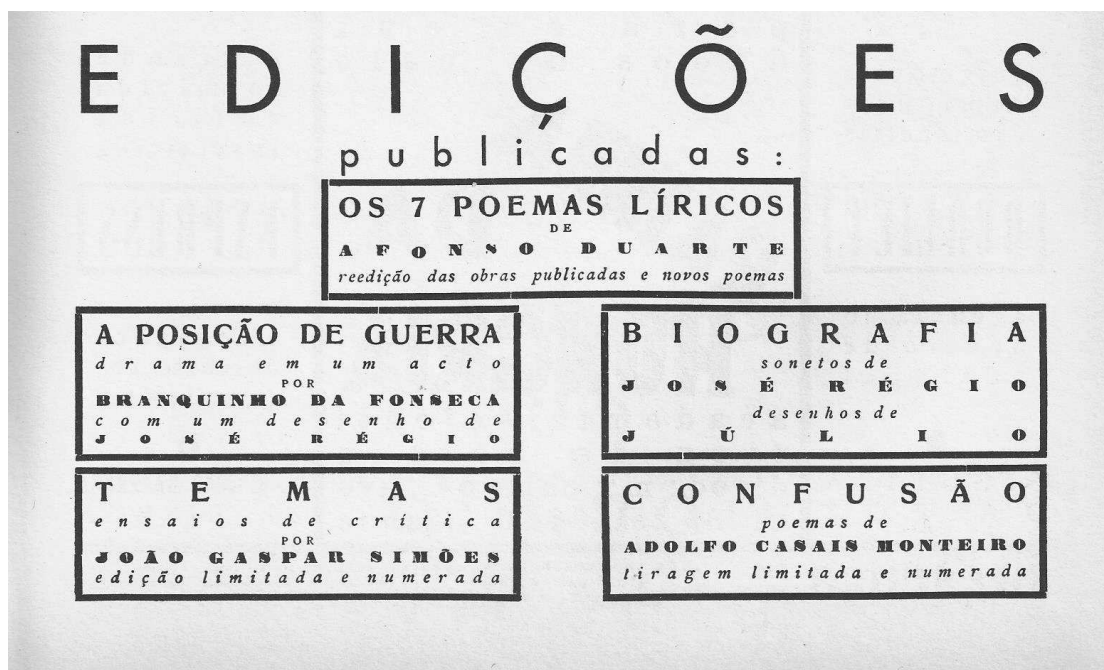 EDIÇÕES
publicadas:
OS 7 POEMAS LÍRICOS
DE
AFONSO DUARTE
reedição das obras publicadas e novos poemas
A POSIÇÃO DE GUERRA
drama em um acto
POR
BRANQUINHO DA FONSECA
com um desenho de
JOSÉ RÉGIO
BIOGRAFIA
sonetos de
JOSÉ RÉGIO
desenhos de
JÚLIO
TEMAS
ensaios de crítica
POR
JOÃO GASPAR SIMÕES
edição limitada e numerada
CONFUSÃO
poemas de
ADOLFO CASAIS MONTEIRO
tiragem limitada e numerada